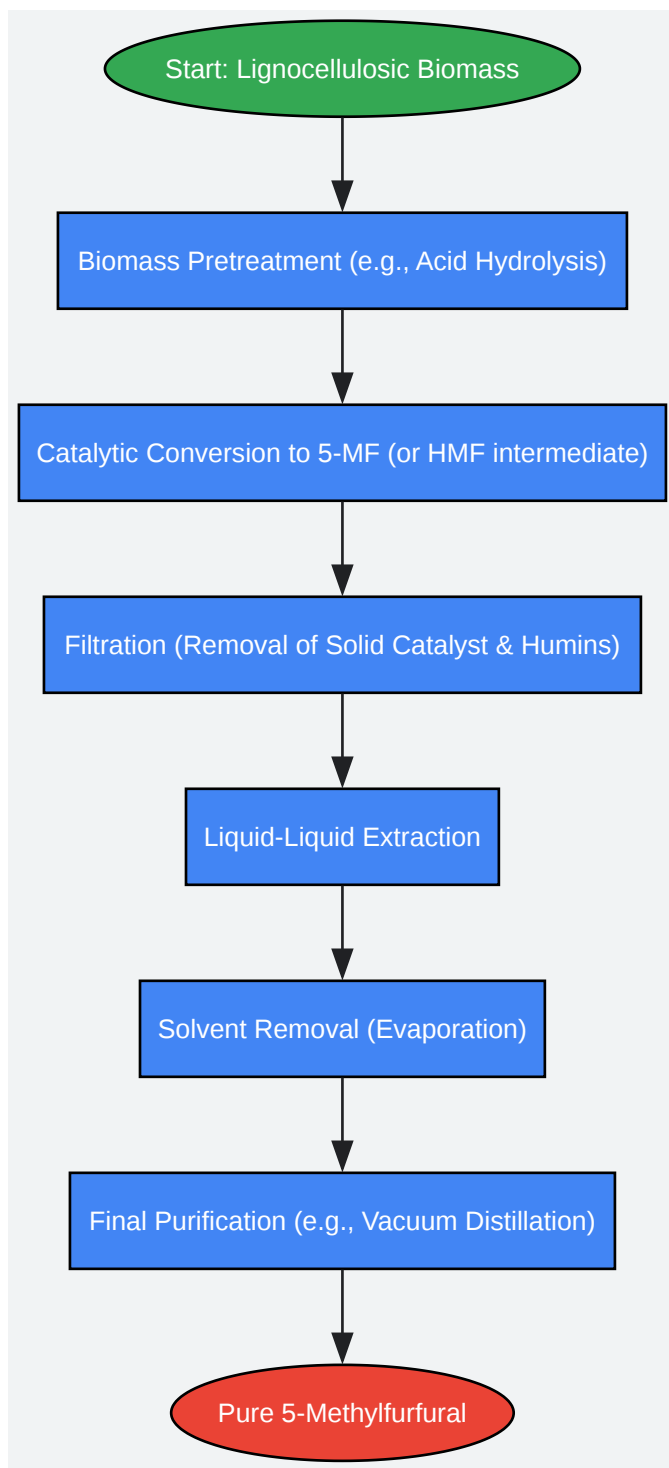 Start: Lignocellulosic Biomass
Biomass Pretreatment (e.g., Acid Hydrolysis)
Catalytic Conversion to 5-MF (or HMF intermediate)
Filtration (Removal of Solid Catalyst & Humins)
Liquid-Liquid Extraction
Solvent Removal (Evaporation)
Final Purification (e.g., Vacuum Distillation)
Pure 5-Methylfurfural